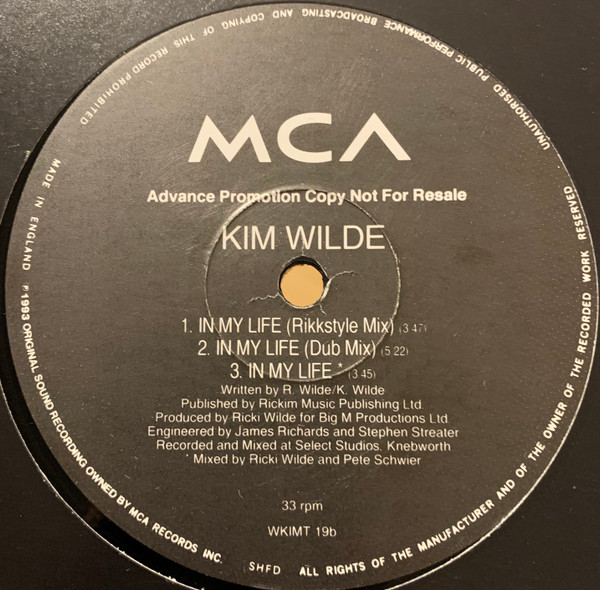 MCA
Advance Promotion Copy Not For Resale
KIM WILDE
1. IN MY LIFE (Rikkstyle Mix) (3 47)
2. IN MY LIFE (Dub Mix) (5 22)
3. IN MY LIFE * (3 45)
Written by R. Wilde/K. Wilde
Published by Rickim Music Publishing Ltd
Produced by Ricki Wilde for Big M Productions Ltd
Engineered by James Richards and Stephen Streater
Recorded and Mixed at Select Studios, Knebworth
* Mixed by Ricki Wilde and Pete Schwier
33 rpm
WKIMT 19b
MADE IN ENGLAND ℗1993 ORIGINAL SOUND RECORDING OWNED BY MCA RECORDS INC. SHFD ALL RIGHTS OF THE MANUFACTURER AND OF THE OWNER OF THE RECORDED WORK RESERVED
UNAUTHORISED PUBLIC PERFORMANCE BROADCASTING AND COPYING OF THIS RECORD PROHIBITED